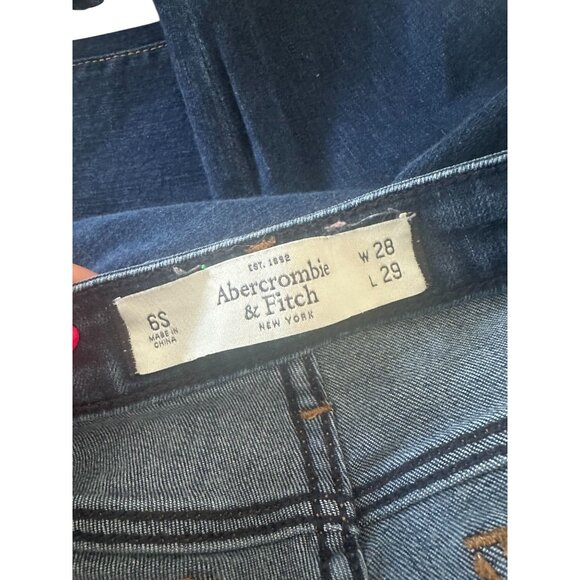 EST. 1892
Abercrombie
& Fitch
NEW YORK
6S
MADE IN
CHINA
W 28
L 29